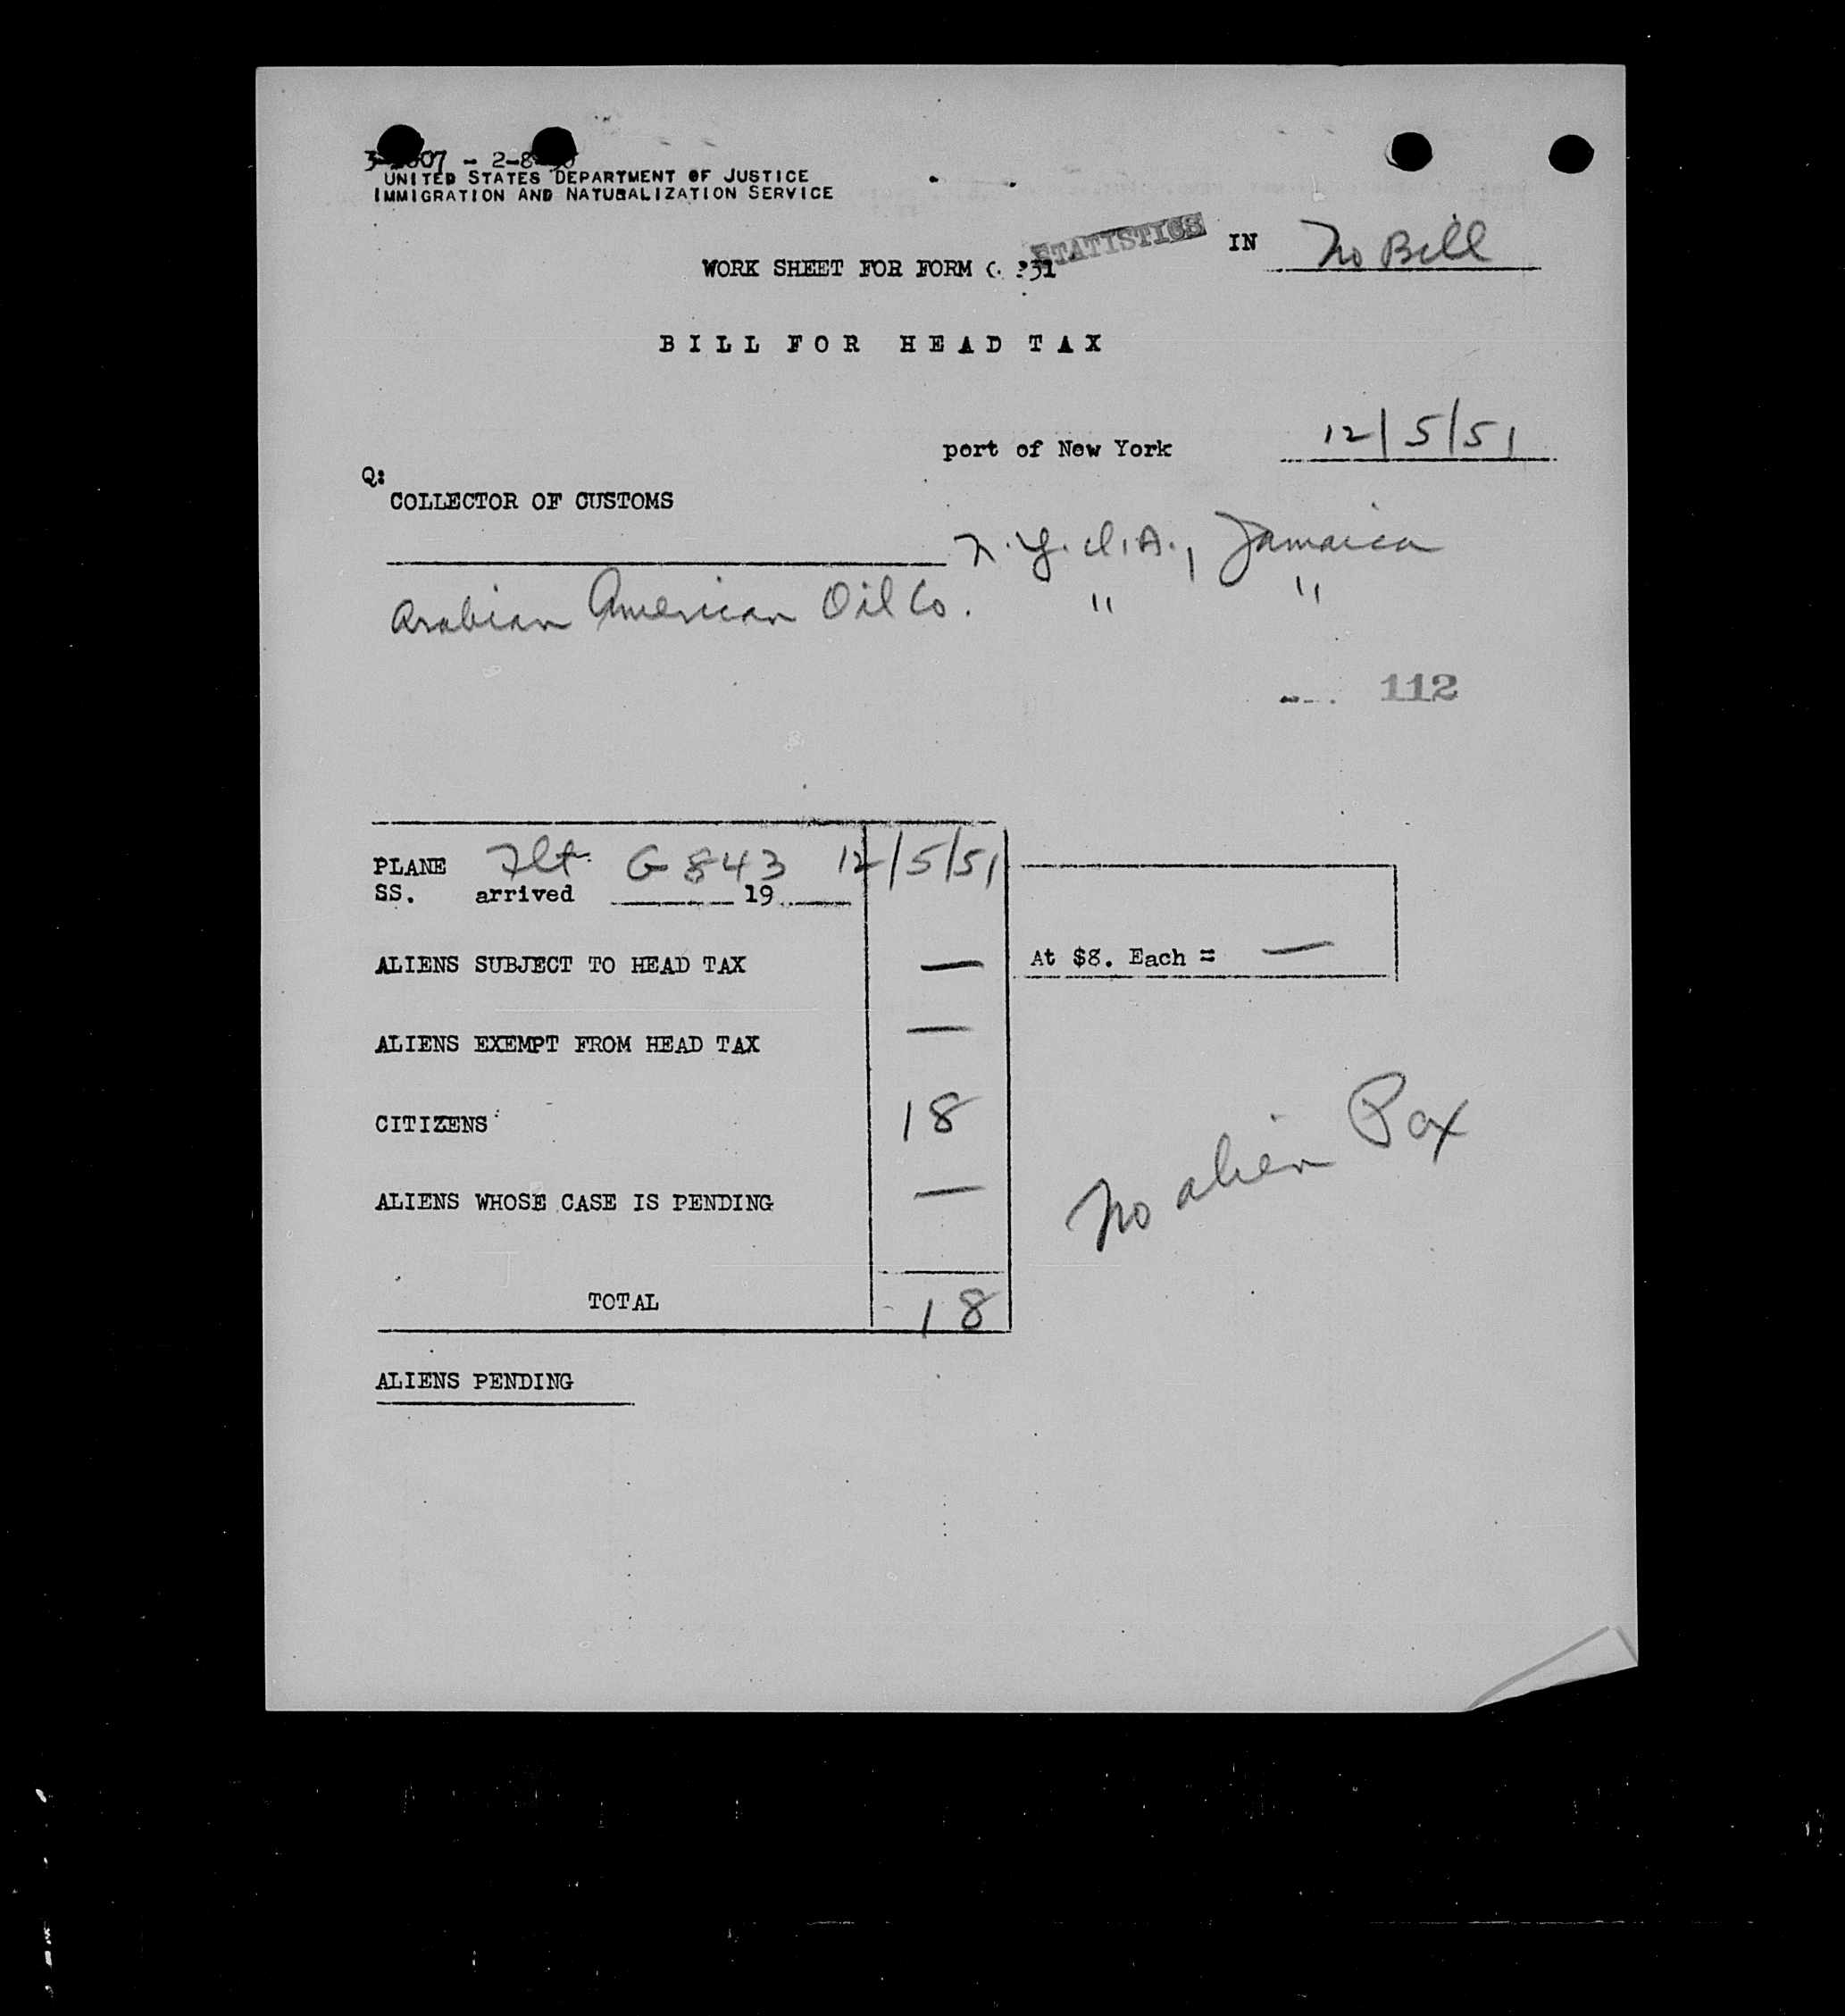 07 - 2-8
UNITED STATES DEPARTMENT OF JUSTICE
IMMIGRATION AND NATURALIZATION SERVICE
STATISTICS
IN No Bill
WORK SHEET FOR FORM
BILL FOR HEAD TAX
port of New York 12/5/51
Q:
COLLECTOR OF CUSTOMS
N.Y.I.A., Jamaica
Arabian American Oil Co. " "
112
PLANE Flt. G 843 12/5/51
SS. arrived 19
ALIENS SUBJECT TO HEAD TAX — At $8. Each = —
ALIENS EXEMPT FROM HEAD TAX —
CITIZENS 18
No alien Pax
ALIENS WHOSE CASE IS PENDING —
TOTAL 18
ALIENS PENDING